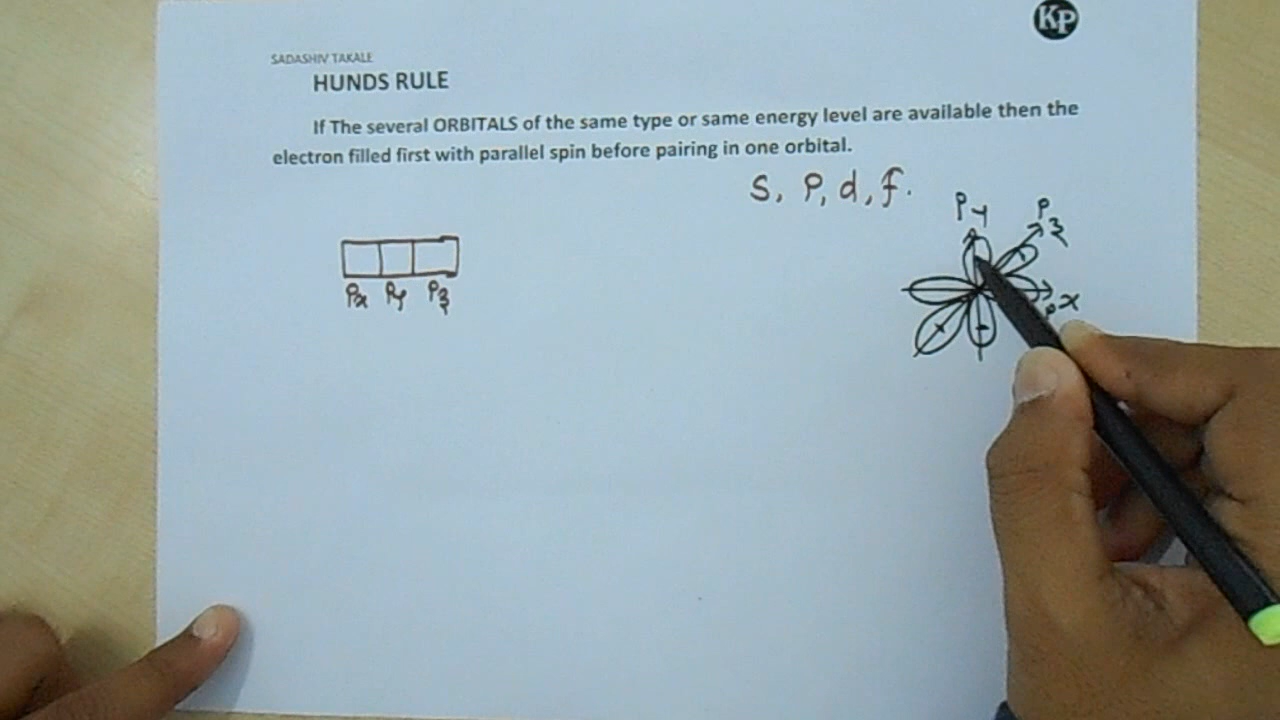 KP
SADASHIV TAKALE
HUNDS RULE
If The several ORBITALS of the same type or same energy level are available then the
electron filled first with parallel spin before pairing in one orbital.
S, P, d, f.
Py
Pz
Px
Px Py Pz